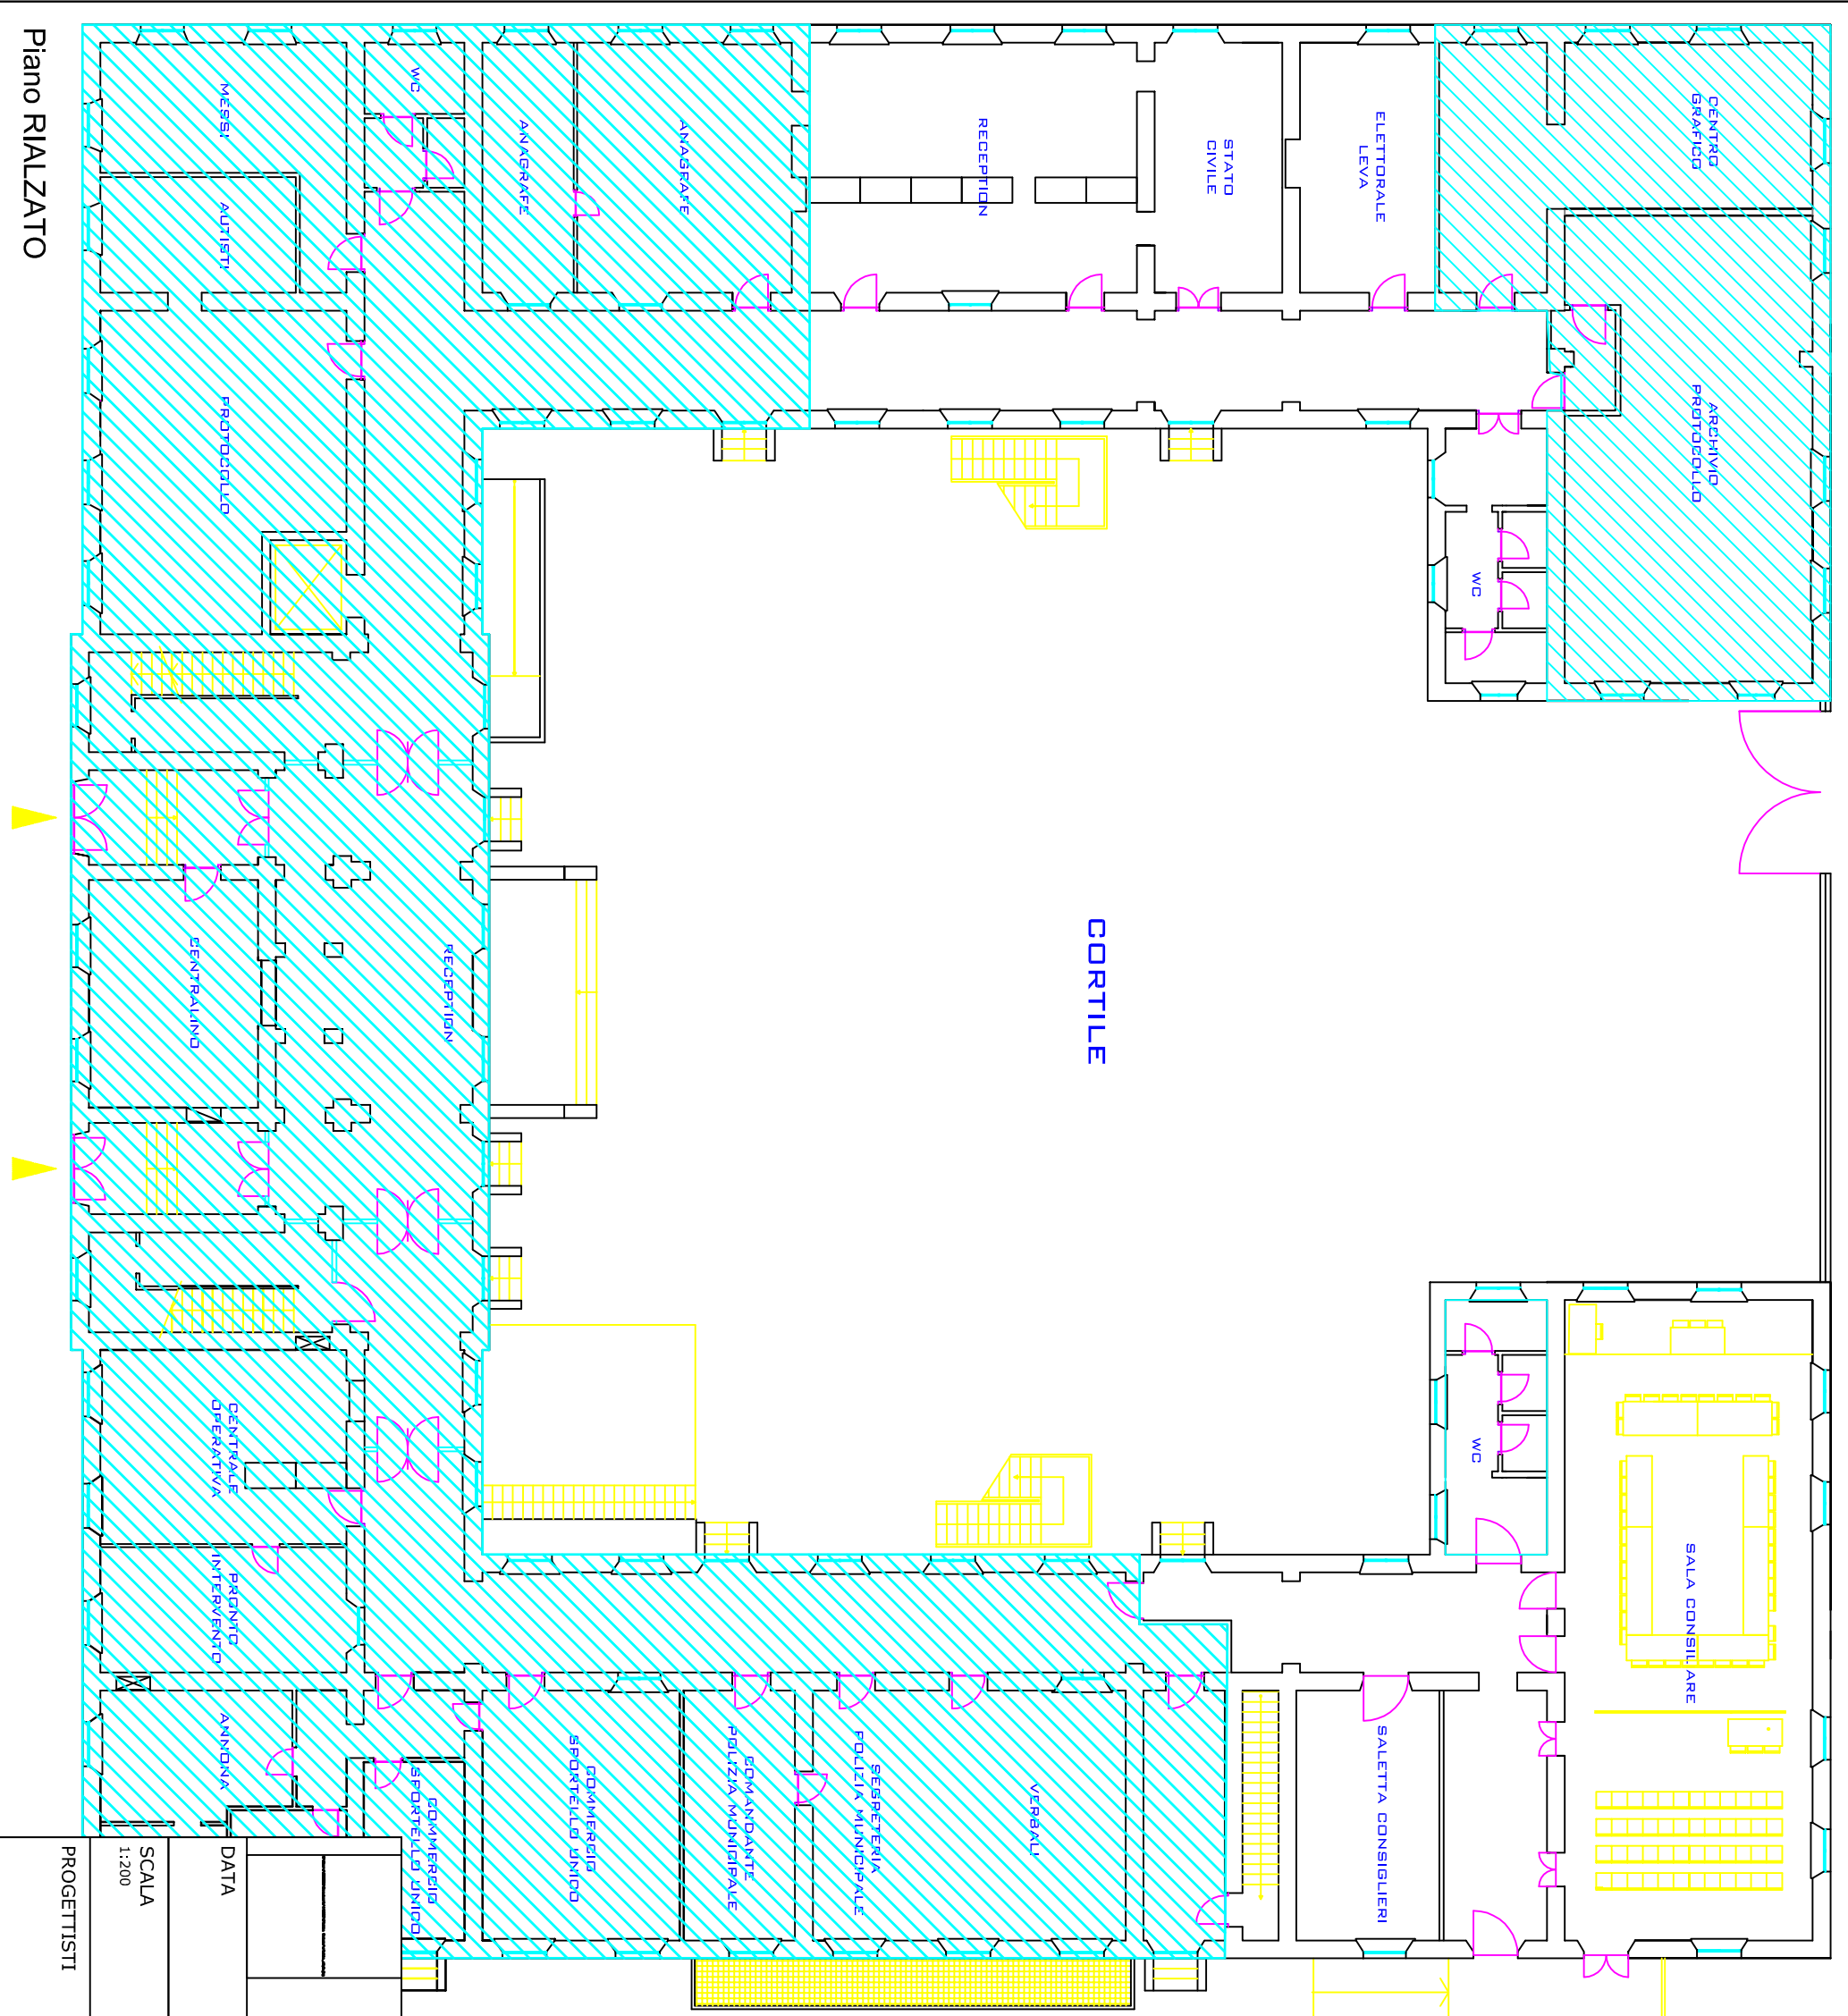 Piano RIALZATO
MESSI
WC
ANAGRAFE
ANAGRAFE
RECEPTION
STATO
CIVILE
ELETTORALE
LEVA
CENTRO
GRAFICO
AUTISTI
PROTOCOLLO
ARCHIVIO
PROTOCOLLO
WC
CENTRALINO
RECEPTION
CORTILE
CENTRALE
OPERATIVA
PRONTO
INTERVENTO
ANNONA
COMMERCIO
SPORTELLO UNICO
COMMERCIO
SPORTELLO UNICO
COMANDANTE
POLIZIA MUNICIPALE
SEGRETERIA
POLIZIA MUNICIPALE
VERBALI
SALETTA CONSIGLIERI
WC
SALA CONSILIARE
DATA
SCALA
1:200
PROGETTISTI